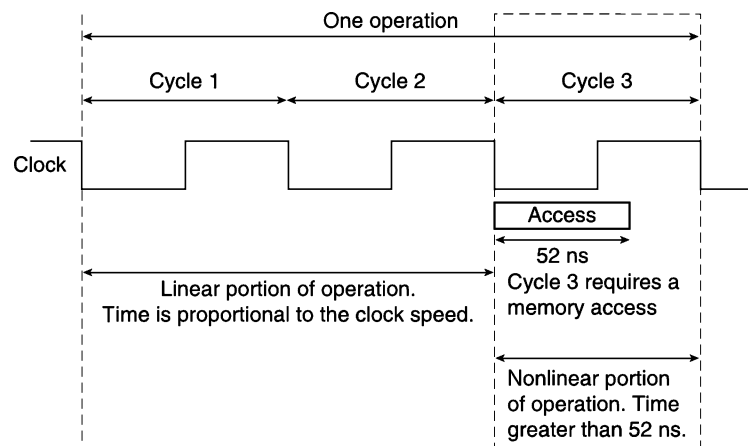 One operation
Cycle 1
Cycle 2
Cycle 3
Clock
Access
52 ns
Linear portion of operation.
Time is proportional to the clock speed.
Cycle 3 requires a
memory access
Nonlinear portion
of operation. Time
greater than 52 ns.